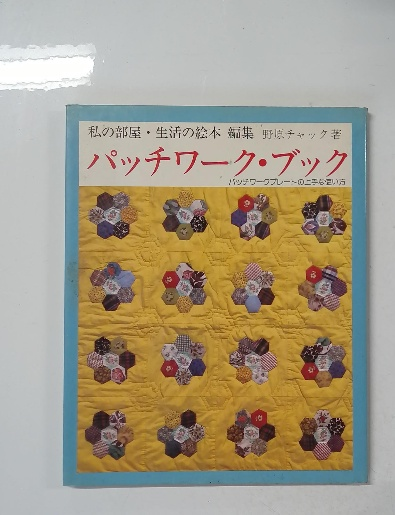 私の部屋・生活の絵本 編集 野原チャック著
パッチワーク・ブック
パッチワークプレートの上手な使い方